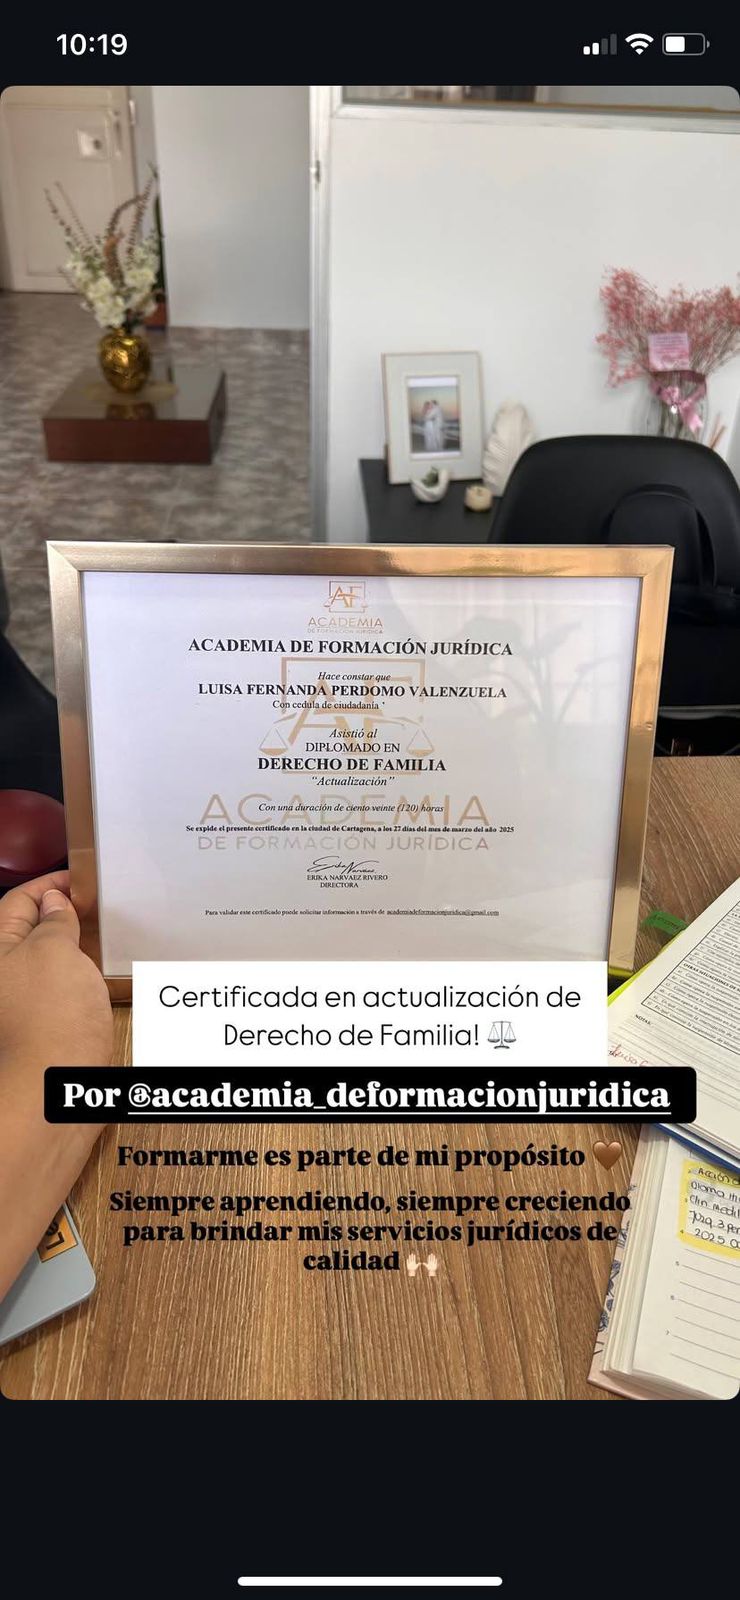 10:19
AF
ACADEMIA
DE FORMACIÓN JURÍDICA
ACADEMIA DE FORMACIÓN JURÍDICA
Hace constar que
LUISA FERNANDA PERDOMO VALENZUELA
Con cedula de ciudadanía
Asistió al
DIPLOMADO EN
DERECHO DE FAMILIA
“Actualización”
Con una duración de ciento veinte (120) horas
ACADEMIA
Se expide el presente certificado en la ciudad de Cartagena, a los 27 días del mes de marzo del año 2025
DE FORMACIÓN JURÍDICA
ERIKA NARVAEZ RIVERO
DIRECTORA
Para validar este certificado puede solicitar información a través de academiadeformacionjuridica@gmail.com
NOTAS:
Certificada en actualización de
Derecho de Familia! ⚖️
Por @academia_deformacionjuridica
Formarme es parte de mi propósito 🤎
Siempre aprendiendo, siempre creciendo
para brindar mis servicios jurídicos de
calidad 🙌🏻
2025